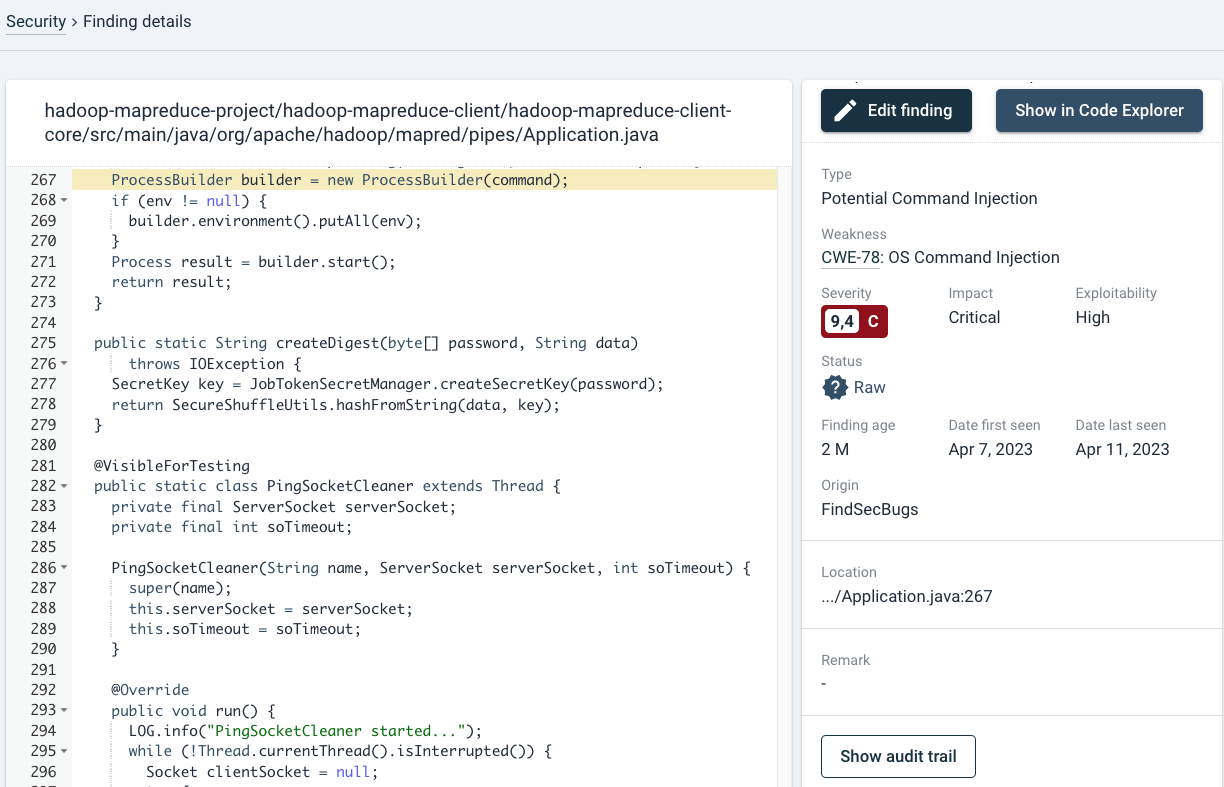 Security > Finding details
hadoop-mapreduce-project/hadoop-mapreduce-client/hadoop-mapreduce-client-
core/src/main/java/org/apache/hadoop/mapred/pipes/Application.java
267 ProcessBuilder builder = new ProcessBuilder(command);
268 if (env != null) {
269 builder.environment().putAll(env);
270 }
271 Process result = builder.start();
272 return result;
273 }
274
275 public static String createDigest(byte[] password, String data)
276 throws IOException {
277 SecretKey key = JobTokenSecretManager.createSecretKey(password);
278 return SecureShuffleUtils.hashFromString(data, key);
279 }
280
281 @VisibleForTesting
282 public static class PingSocketCleaner extends Thread {
283 private final ServerSocket serverSocket;
284 private final int soTimeout;
285
286 PingSocketCleaner(String name, ServerSocket serverSocket, int soTimeout) {
287 super(name);
288 this.serverSocket = serverSocket;
289 this.soTimeout = soTimeout;
290 }
291
292 @Override
293 public void run() {
294 LOG.info("PingSocketCleaner started...");
295 while (!Thread.currentThread().isInterrupted()) {
296 Socket clientSocket = null;
Edit finding
Show in Code Explorer
Type
Potential Command Injection
Weakness
CWE-78: OS Command Injection
Severity Impact Exploitability
9,4 C Critical High
Status
? Raw
Finding age Date first seen Date last seen
2 M Apr 7, 2023 Apr 11, 2023
Origin
FindSecBugs
Location
.../Application.java:267
Remark
-
Show audit trail